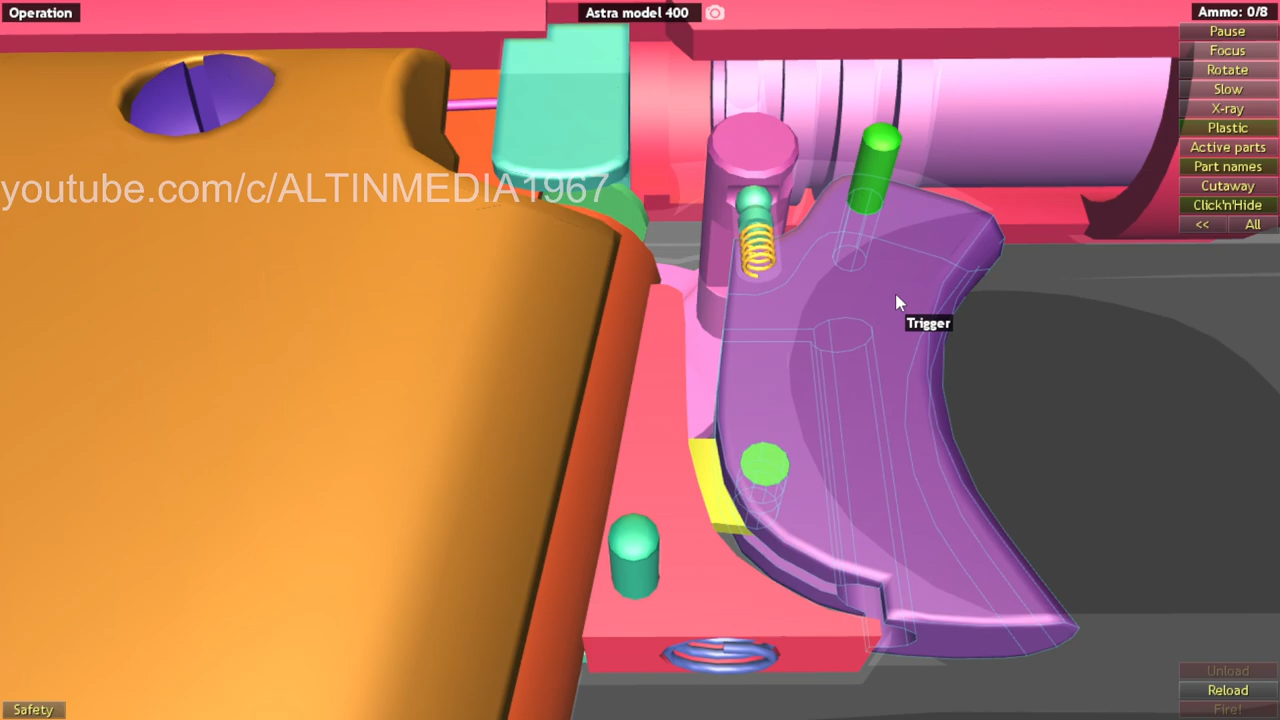 Operation
Astra model 400
Ammo: 0/8
Pause
Focus
Rotate
Slow
X-ray
Plastic
Active parts
Part names
Cutaway
Click'n'Hide
<< All
youtube.com/c/ALTINMEDIA1967
Trigger
Unload
Reload
Fire!
Safety